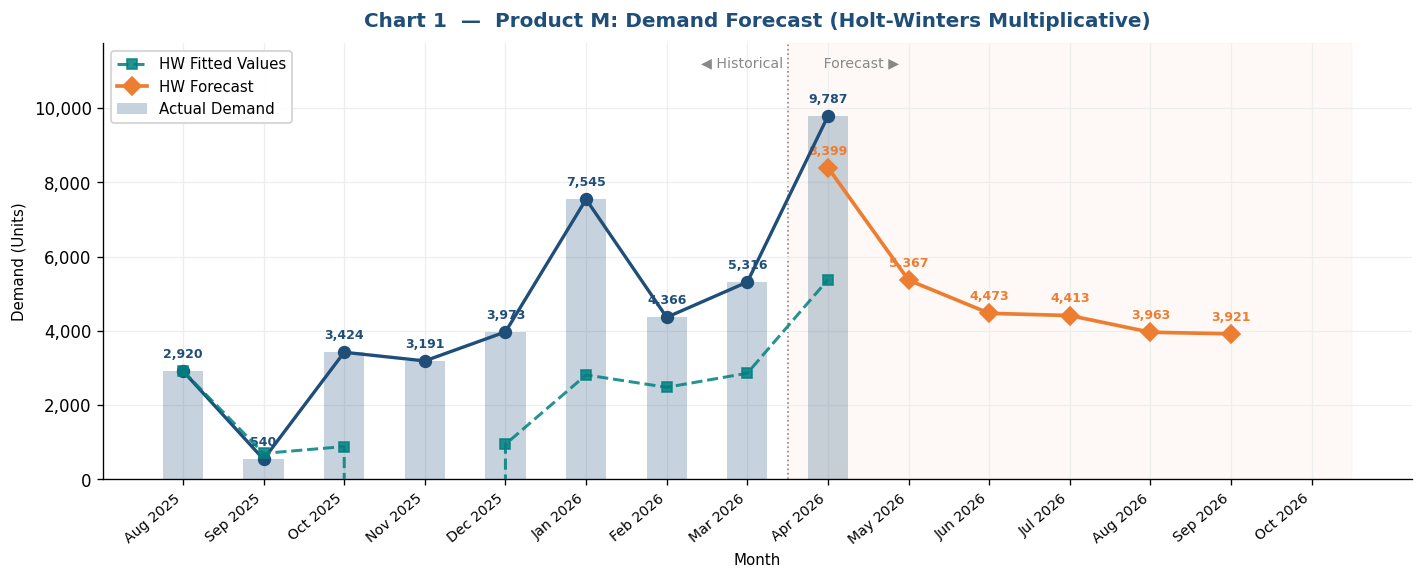 Chart 1 — Product M: Demand Forecast (Holt-Winters Multiplicative)
HW Fitted Values
HW Forecast
Actual Demand
◀ Historical
Forecast ▶
Demand (Units)
10,000
8,000
6,000
4,000
2,000
0
2,920
540
3,424
3,191
3,973
7,545
4,366
5,316
9,787
5,367
4,473
4,413
3,963
3,921
Aug 2025
Sep 2025
Oct 2025
Nov 2025
Dec 2025
Jan 2026
Feb 2026
Mar 2026
Apr 2026
May 2026
Jun 2026
Jul 2026
Aug 2026
Sep 2026
Oct 2026
Month